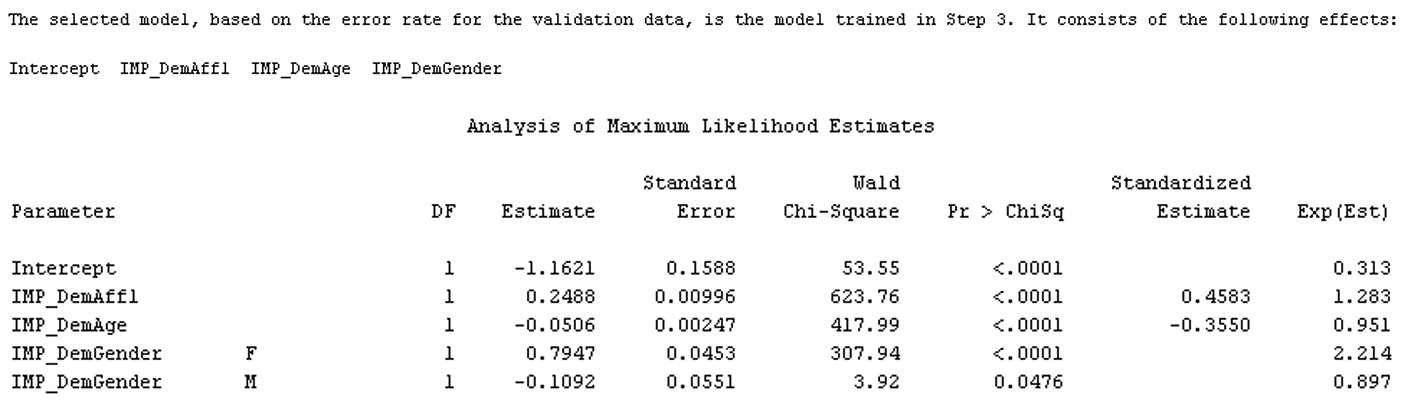 The selected model, based on the error rate for the validation data, is the model trained in Step 3. It consists of the following effects:
Intercept IMP_DemAffl IMP_DemAge IMP_DemGender
Analysis of Maximum Likelihood Estimates
Standard Wald Standardized
Parameter DF Estimate Error Chi-Square Pr > ChiSq Estimate Exp(Est)
Intercept 1 -1.1621 0.1588 53.55 <.0001 0.313
IMP_DemAffl 1 0.2488 0.00996 623.76 <.0001 0.4583 1.283
IMP_DemAge 1 -0.0506 0.00247 417.99 <.0001 -0.3550 0.951
IMP_DemGender F 1 0.7947 0.0453 307.94 <.0001 2.214
IMP_DemGender M 1 -0.1092 0.0551 3.92 0.0476 0.897